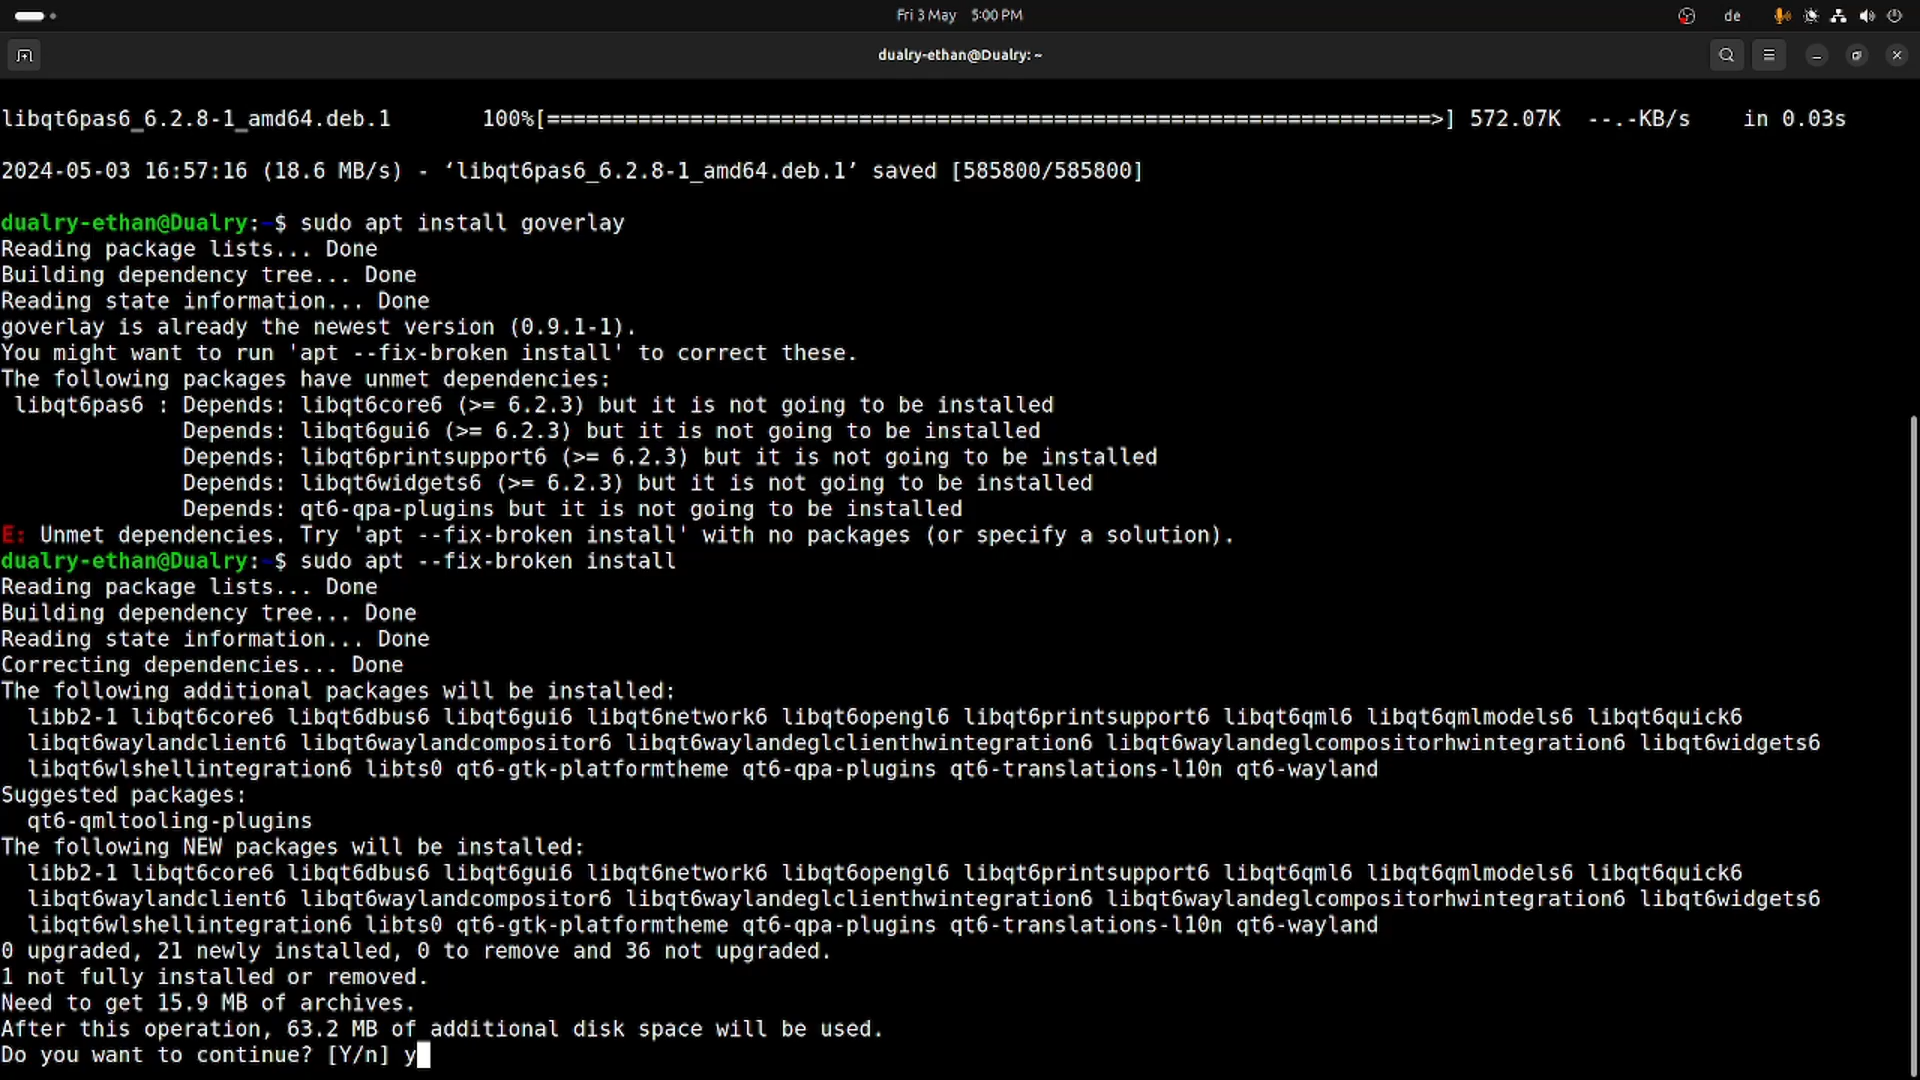 Fri 3 May 5:00 PM
de
dualry-ethan@Dualry: ~
libqt6pas6_6.2.8-1_amd64.deb.1 100%[====================================================================>] 572.07K --.-KB/s in 0.03s
2024-05-03 16:57:16 (18.6 MB/s) - ‘libqt6pas6_6.2.8-1_amd64.deb.1’ saved [585800/585800]
dualry-ethan@Dualry:~$ sudo apt install goverlay
Reading package lists... Done
Building dependency tree... Done
Reading state information... Done
goverlay is already the newest version (0.9.1-1).
You might want to run 'apt --fix-broken install' to correct these.
The following packages have unmet dependencies:
libqt6pas6 : Depends: libqt6core6 (>= 6.2.3) but it is not going to be installed
Depends: libqt6gui6 (>= 6.2.3) but it is not going to be installed
Depends: libqt6printsupport6 (>= 6.2.3) but it is not going to be installed
Depends: libqt6widgets6 (>= 6.2.3) but it is not going to be installed
Depends: qt6-qpa-plugins but it is not going to be installed
E: Unmet dependencies. Try 'apt --fix-broken install' with no packages (or specify a solution).
dualry-ethan@Dualry:~$ sudo apt --fix-broken install
Reading package lists... Done
Building dependency tree... Done
Reading state information... Done
Correcting dependencies... Done
The following additional packages will be installed:
libb2-1 libqt6core6 libqt6dbus6 libqt6gui6 libqt6network6 libqt6opengl6 libqt6printsupport6 libqt6qml6 libqt6qmlmodels6 libqt6quick6
libqt6waylandclient6 libqt6waylandcompositor6 libqt6waylandeglclienthwintegration6 libqt6waylandeglcompositorhwintegration6 libqt6widgets6
libqt6wlshellintegration6 libts0 qt6-gtk-platformtheme qt6-qpa-plugins qt6-translations-l10n qt6-wayland
Suggested packages:
qt6-qmltooling-plugins
The following NEW packages will be installed:
libb2-1 libqt6core6 libqt6dbus6 libqt6gui6 libqt6network6 libqt6opengl6 libqt6printsupport6 libqt6qml6 libqt6qmlmodels6 libqt6quick6
libqt6waylandclient6 libqt6waylandcompositor6 libqt6waylandeglclienthwintegration6 libqt6waylandeglcompositorhwintegration6 libqt6widgets6
libqt6wlshellintegration6 libts0 qt6-gtk-platformtheme qt6-qpa-plugins qt6-translations-l10n qt6-wayland
0 upgraded, 21 newly installed, 0 to remove and 36 not upgraded.
1 not fully installed or removed.
Need to get 15.9 MB of archives.
After this operation, 63.2 MB of additional disk space will be used.
Do you want to continue? [Y/n] y